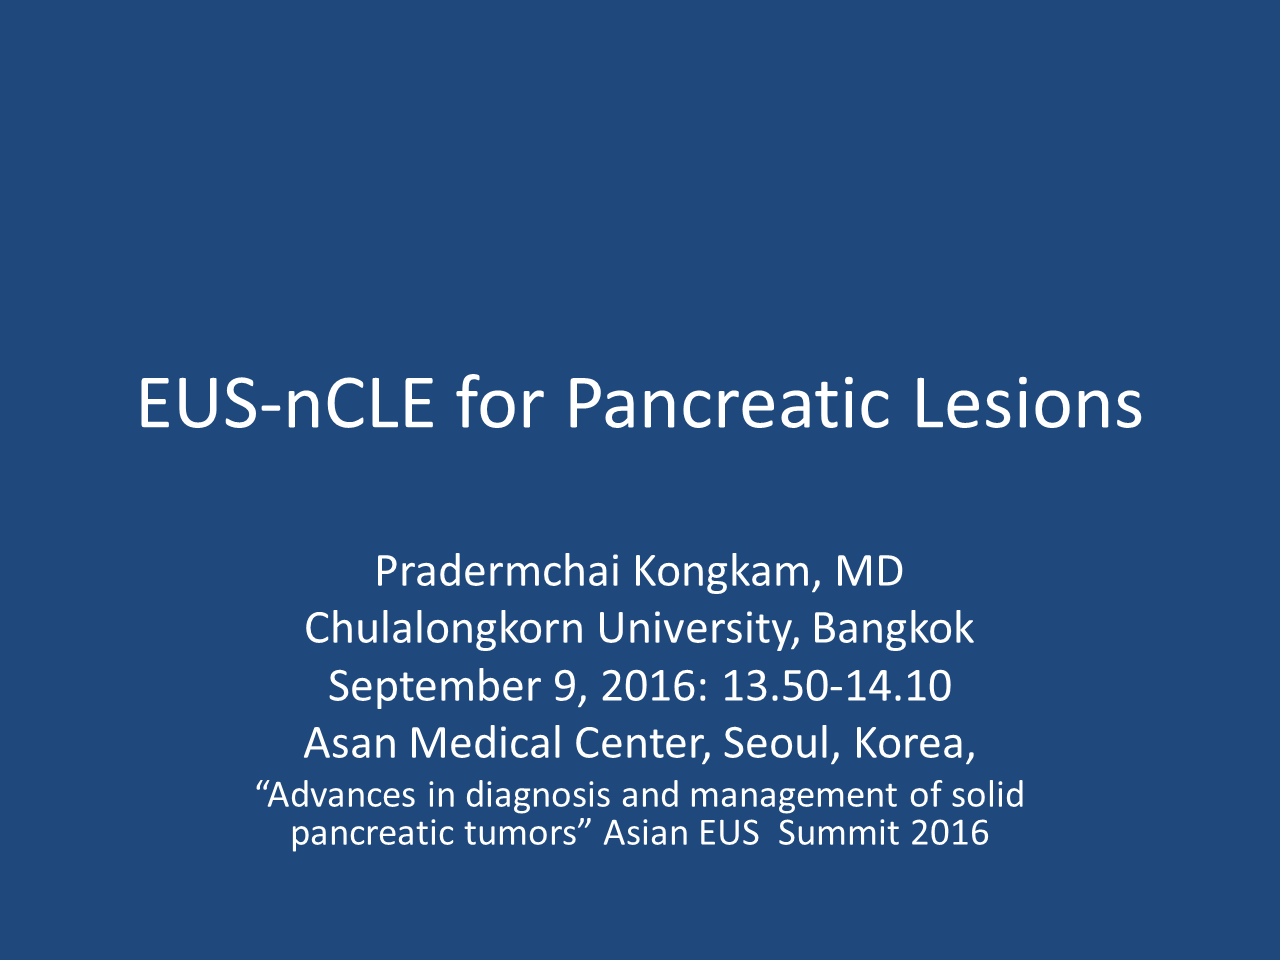 EUS-nCLE for Pancreatic Lesions
Pradermchai Kongkam, MD
Chulalongkorn University, Bangkok
September 9, 2016: 13.50-14.10
Asan Medical Center, Seoul, Korea,
“Advances in diagnosis and management of solid
pancreatic tumors” Asian EUS  Summit 2016